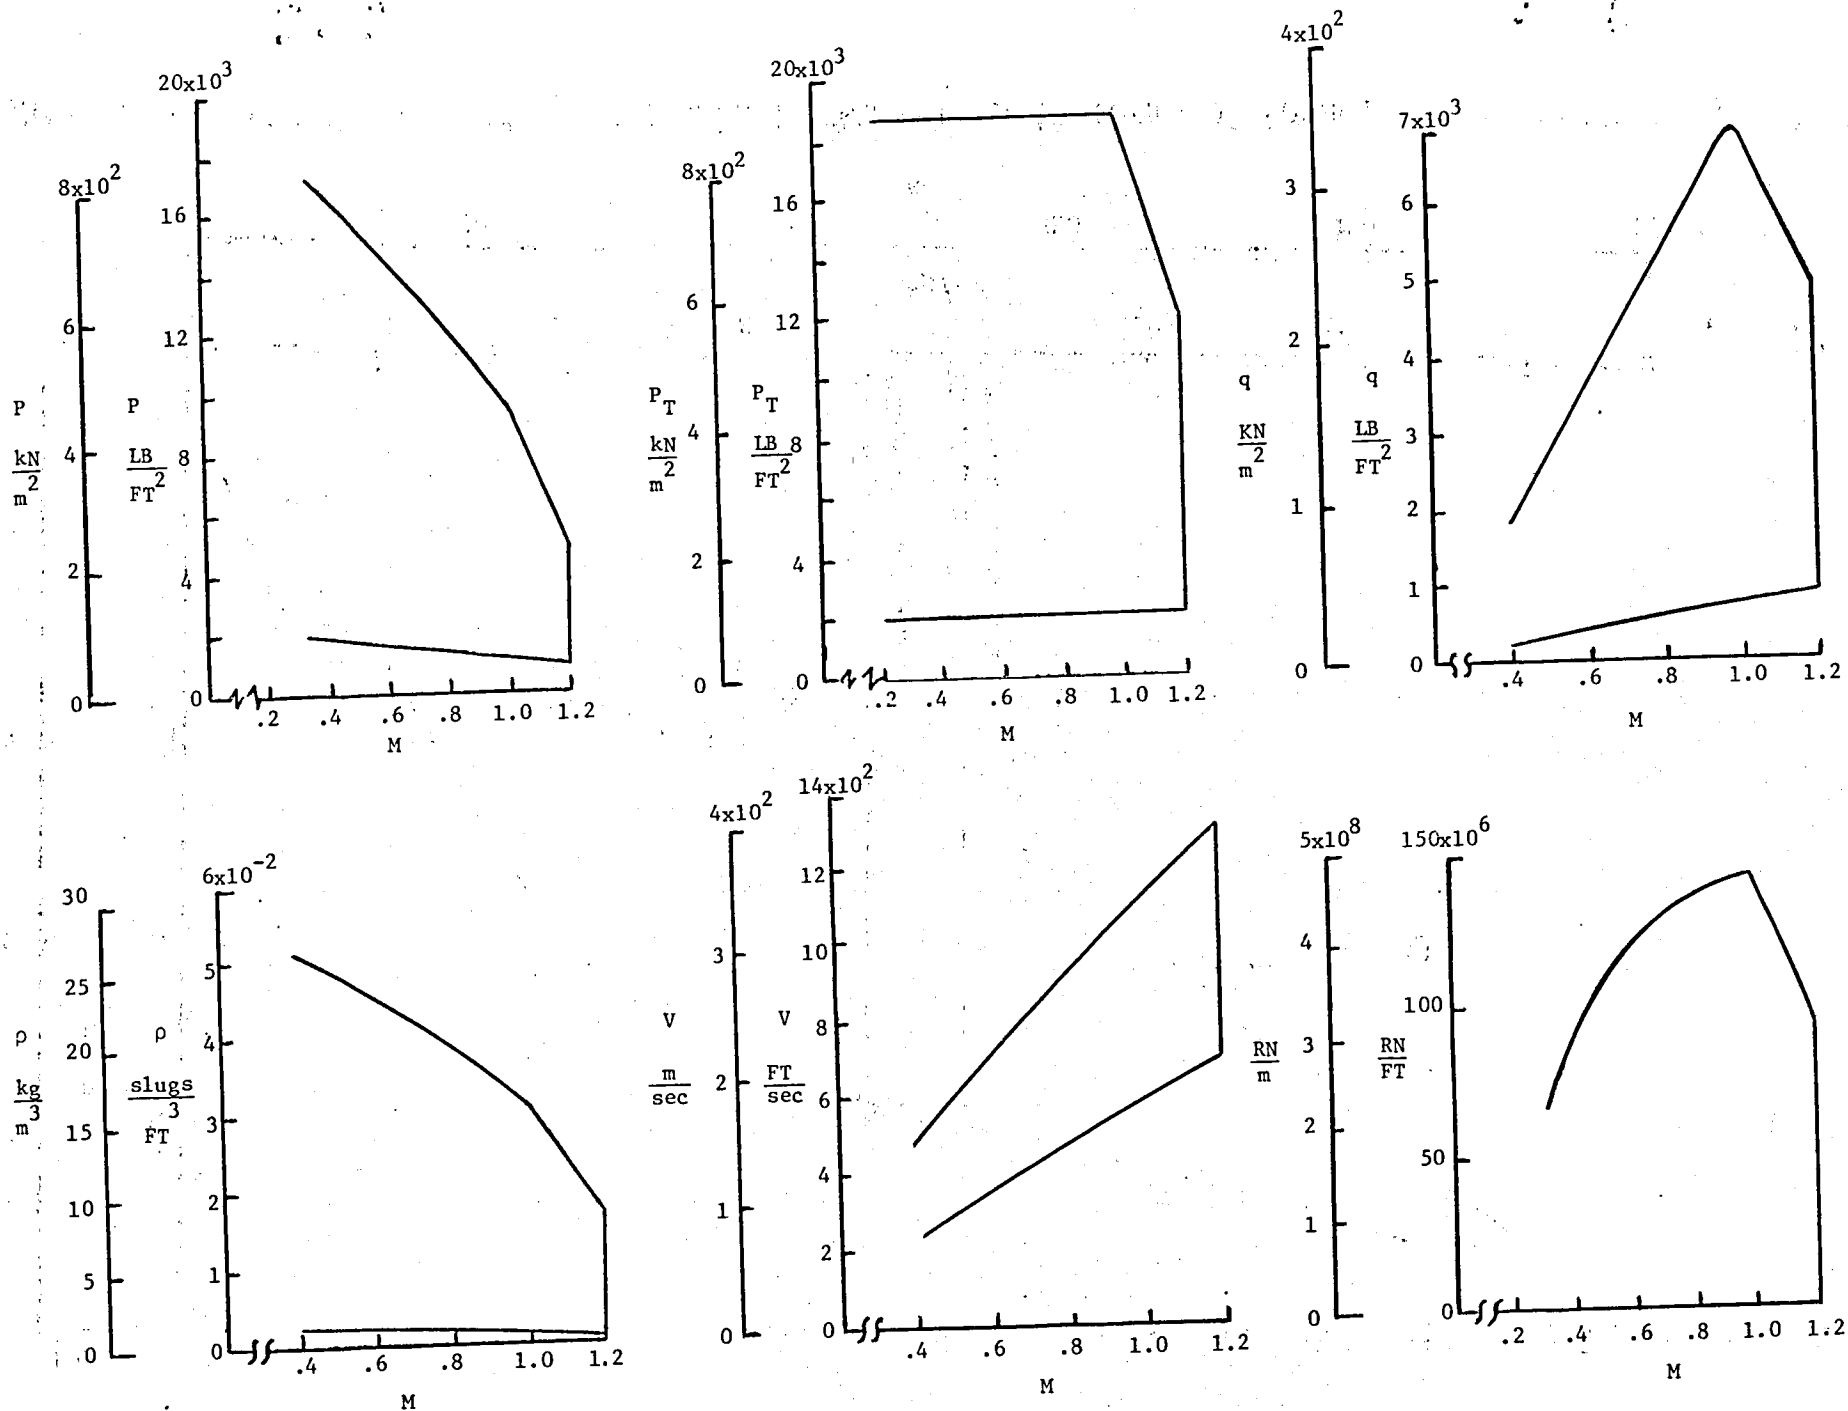 8x10^2
6
4
2
0
P
kN
m^2
20x10^3
16
12
8
4
0
P
LB
FT^2
.2 .4 .6 .8 1.0 1.2
M
8x10^2
6
4
2
0
P_T
kN
m^2
20x10^3
16
12
8
4
0
P_T
LB
FT^2
.2 .4 .6 .8 1.0 1.2
M
4x10^2
3
2
1
0
q
KN
m^2
7x10^3
6
5
4
3
2
1
0
q
LB
FT^2
.4 .6 .8 1.0 1.2
M
30
25
20
15
10
5
0
ρ
kg
m^3
6x10^-2
5
4
3
2
1
0
ρ
slugs
FT^3
.4 .6 .8 1.0 1.2
M
4x10^2
3
2
1
0
V
m
sec
14x10^2
12
10
8
6
4
2
0
V
FT
sec
.4 .6 .8 1.0 1.2
M
5x10^8
4
3
2
1
0
RN
m
150x10^6
100
50
0
RN
FT
.2 .4 .6 .8 1.0 1.2
M